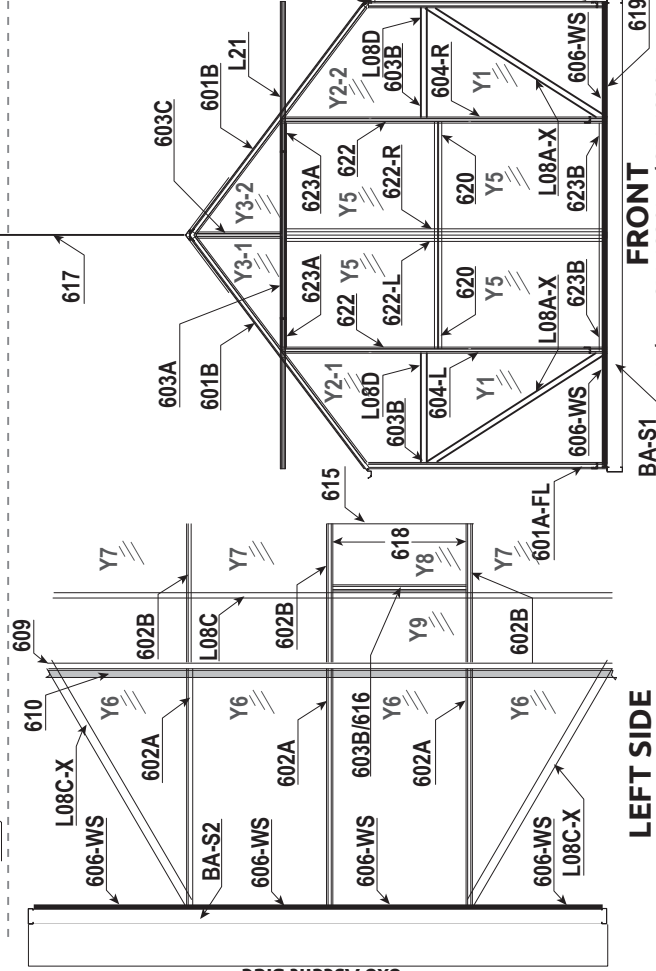 617
603A
601B
603C
601B
L21
Y3-1
Y3-2
Y2-1
Y2-2
623A
623A
L08D
603B
622
Y5
622-L
622-R
Y5
622
L08D
603B
604-L
604-R
Y1
Y1
620
620
Y5
Y5
L08A-X
L08A-X
606-WS
623B
623B
606-WS
601A-FL
BA-S1
619
FRONT
609
610
L08C-X
606-WS
BA-S2
606-WS
606-WS
606-WS
L08C-X
Y6
602A
Y6
602A
Y6
602A
Y6
603B/616
602B
L08C
602B
602B
Y7
Y7
615
618
Y8
Y9
Y7
LEFT SIDE